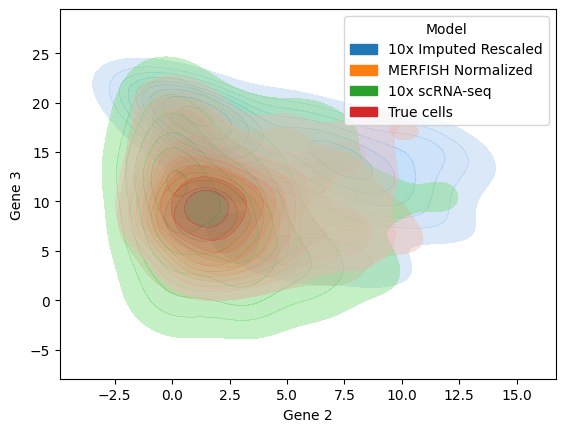 Model
10x Imputed Rescaled
MERFISH Normalized
10x scRNA-seq
True cells
25
20
15
10
5
0
−5
Gene 3
−2.5 0.0 2.5 5.0 7.5 10.0 12.5 15.0
Gene 2